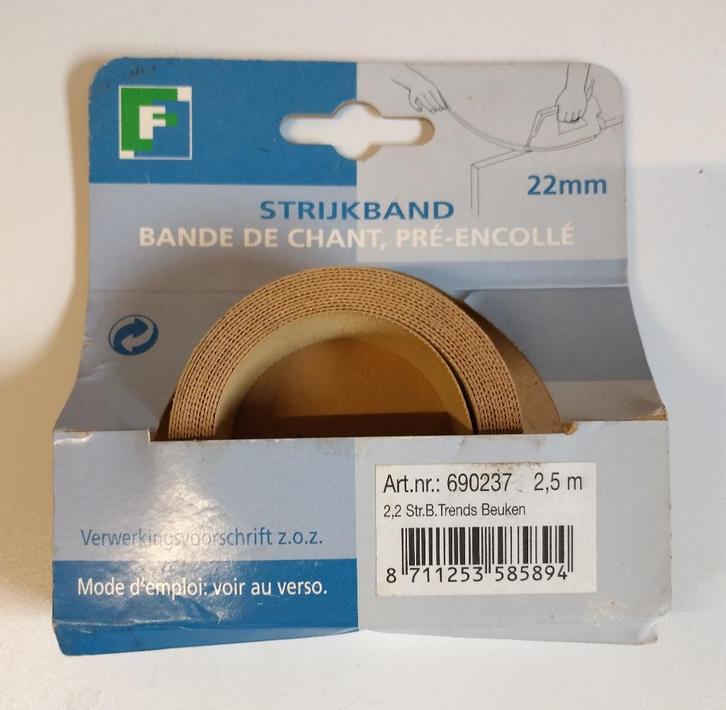 F
22mm
STRIJKBAND
BANDE DE CHANT, PRÉ-ENCOLLÉ
Art.nr.: 690237 2,5 m
2,2 Str.B.Trends Beuken
8 711253 585894
Verwerkingsvoorschrift z.o.z.
Mode d'emploi: voir au verso.